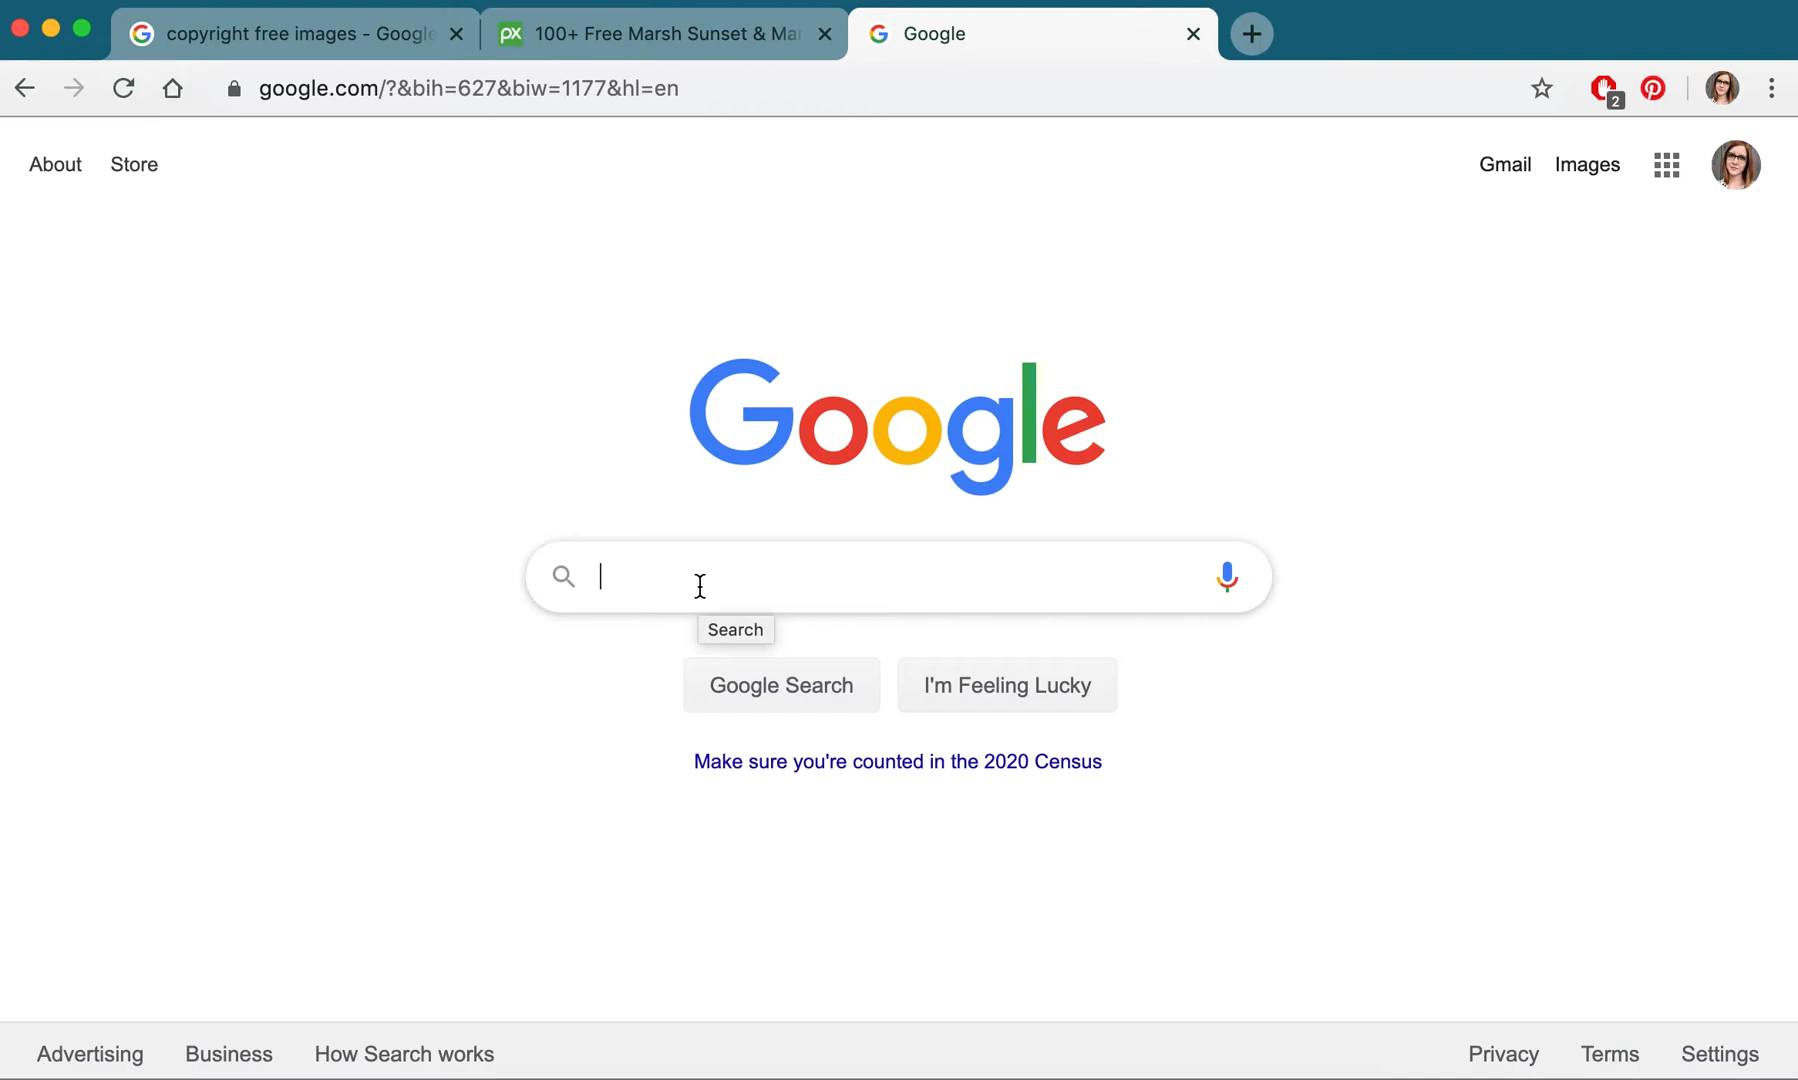 copyright free images - Google
100+ Free Marsh Sunset & Mar
Google
google.com/?&bih=627&biw=1177&hl=en
2
About Store
Gmail Images
Google
Search
Google Search I'm Feeling Lucky
Make sure you're counted in the 2020 Census
Advertising Business How Search works
Privacy Terms Settings